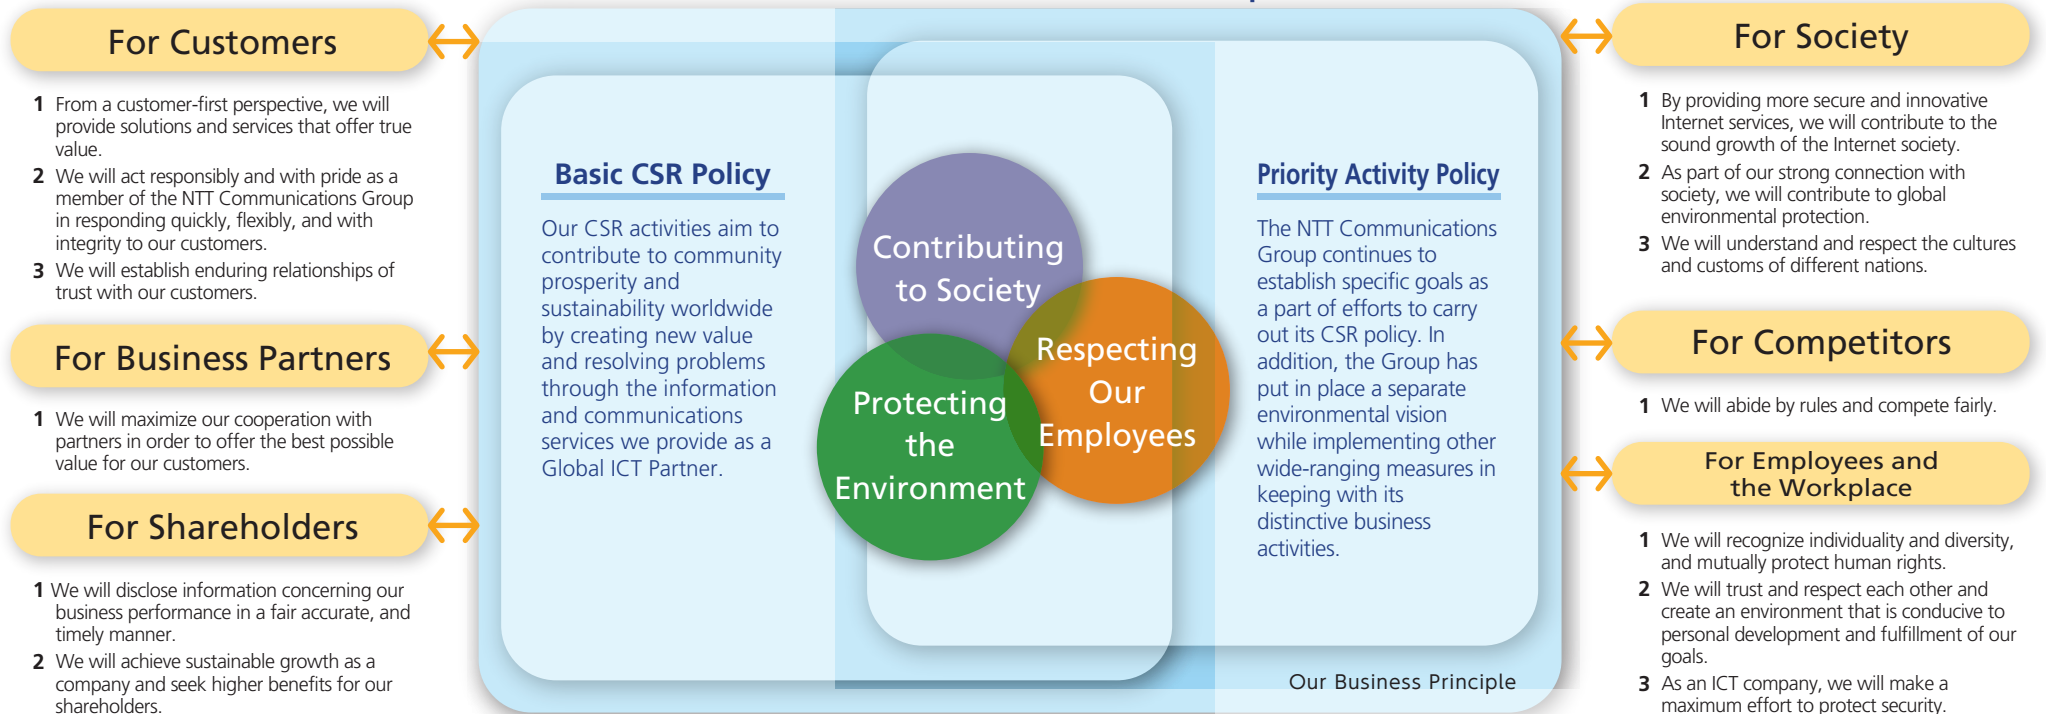 For Customers
1 From a customer-first perspective, we will
provide solutions and services that offer true
value.
2 We will act responsibly and with pride as a
member of the NTT Communications Group
in responding quickly, flexibly, and with
integrity to our customers.
3 We will establish enduring relationships of
trust with our customers.
For Business Partners
1 We will maximize our cooperation with
partners in order to offer the best possible
value for our customers.
For Shareholders
1 We will disclose information concerning our
business performance in a fair accurate, and
timely manner.
2 We will achieve sustainable growth as a
company and seek higher benefits for our
shareholders.
Basic CSR Policy
Our CSR activities aim to
contribute to community
prosperity and
sustainability worldwide
by creating new value
and resolving problems
through the information
and communications
services we provide as a
Global ICT Partner.
Contributing
to Society
Respecting
Our
Employees
Protecting
the
Environment
Priority Activity Policy
The NTT Communications
Group continues to
establish specific goals as
a part of efforts to carry
out its CSR policy. In
addition, the Group has
put in place a separate
environmental vision
while implementing other
wide-ranging measures in
keeping with its
distinctive business
activities.
Our Business Principle
For Society
1 By providing more secure and innovative
Internet services, we will contribute to the
sound growth of the Internet society.
2 As part of our strong connection with
society, we will contribute to global
environmental protection.
3 We will understand and respect the cultures
and customs of different nations.
For Competitors
1 We will abide by rules and compete fairly.
For Employees and
the Workplace
1 We will recognize individuality and diversity,
and mutually protect human rights.
2 We will trust and respect each other and
create an environment that is conducive to
personal development and fulfillment of our
goals.
3 As an ICT company, we will make a
maximum effort to protect security.